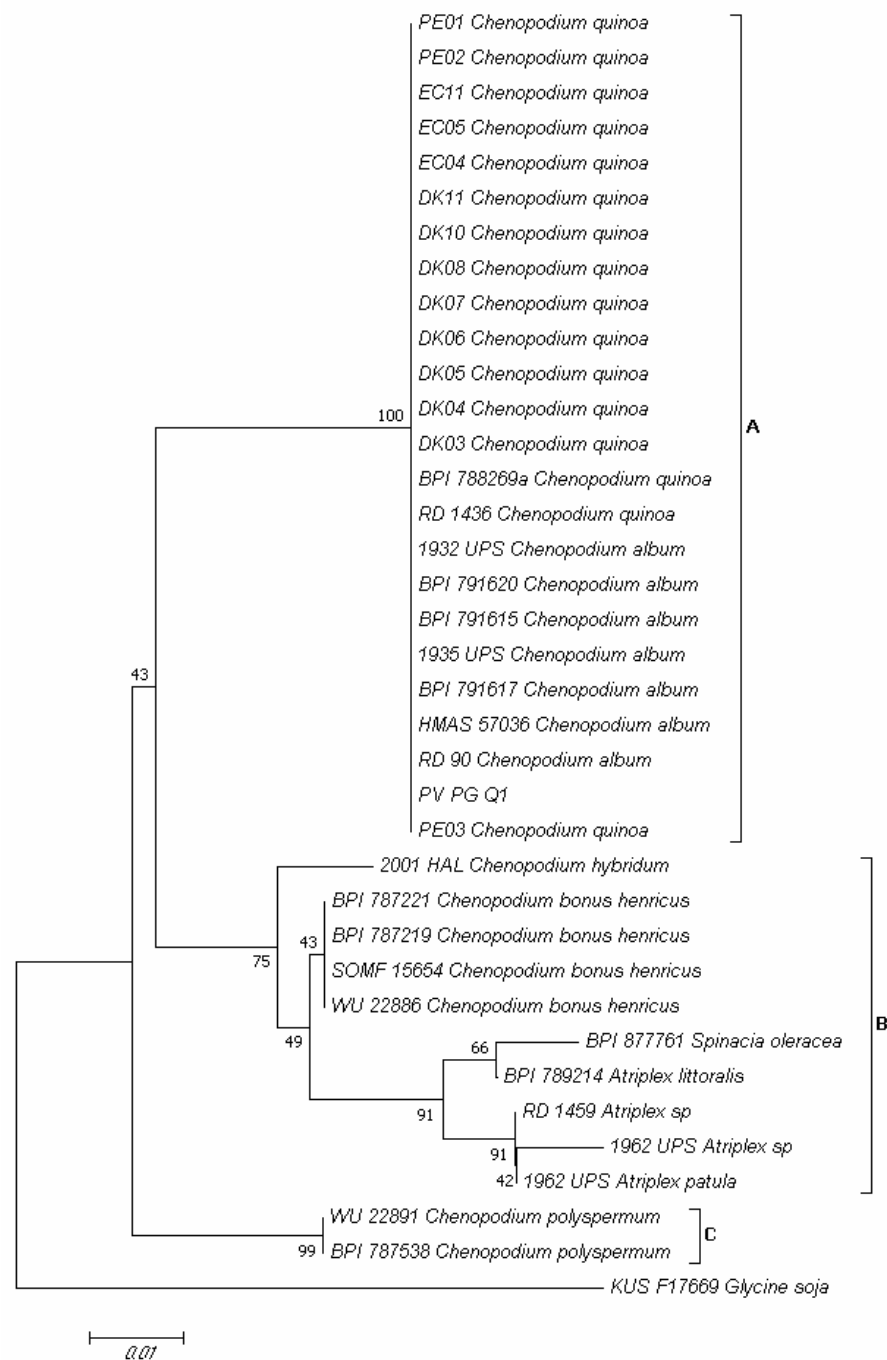 PE01 Chenopodium quinoa
PE02 Chenopodium quinoa
EC11 Chenopodium quinoa
EC05 Chenopodium quinoa
EC04 Chenopodium quinoa
DK11 Chenopodium quinoa
DK10 Chenopodium quinoa
DK08 Chenopodium quinoa
DK07 Chenopodium quinoa
DK06 Chenopodium quinoa
DK05 Chenopodium quinoa
DK04 Chenopodium quinoa
100
A
DK03 Chenopodium quinoa
BPI 788269a Chenopodium quinoa
RD 1436 Chenopodium quinoa
1932 UPS Chenopodium album
BPI 791620 Chenopodium album
BPI 791615 Chenopodium album
1935 UPS Chenopodium album
43
BPI 791617 Chenopodium album
HMAS 57036 Chenopodium album
RD 90 Chenopodium album
PV PG Q1
PE03 Chenopodium quinoa
2001 HAL Chenopodium hybridum
BPI 787221 Chenopodium bonus henricus
43
BPI 787219 Chenopodium bonus henricus
75
SOMF 15654 Chenopodium bonus henricus
WU 22886 Chenopodium bonus henricus
B
49
BPI 877761 Spinacia oleracea
66
BPI 789214 Atriplex littoralis
91
RD 1459 Atriplex sp
91
1962 UPS Atriplex sp
42
1962 UPS Atriplex patula
WU 22891 Chenopodium polyspermum
C
99
BPI 787538 Chenopodium polyspermum
KUS F17669 Glycine soja
0.01